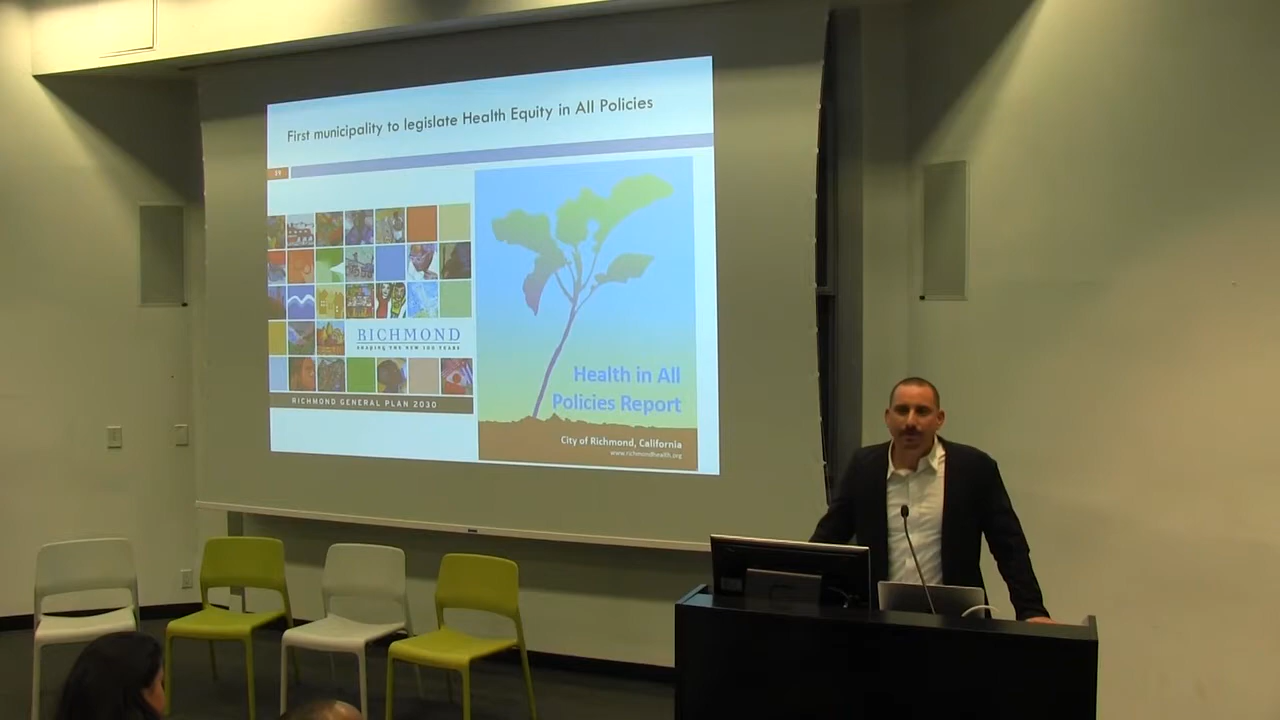 First municipality to legislate Health Equity in All Policies
RICHMOND
SHAPING THE NEW 100 YEARS
RICHMOND GENERAL PLAN 2030
Health in All
Policies Report
City of Richmond, California
www.richmondhealth.org